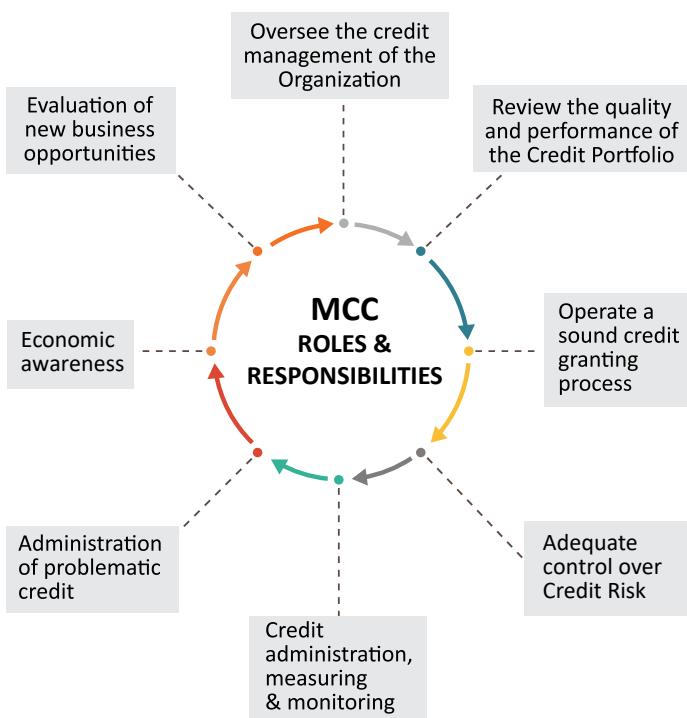 Oversee the credit
management of the
Organization
Review the quality
and performance of
the Credit Portfolio
Operate a
sound credit
granting
process
Adequate
control over
Credit Risk
Credit
administration,
measuring
& monitoring
Administration
of problematic
credit
Economic
awareness
Evaluation of
new business
opportunities
MCC
ROLES &
RESPONSIBILITIES